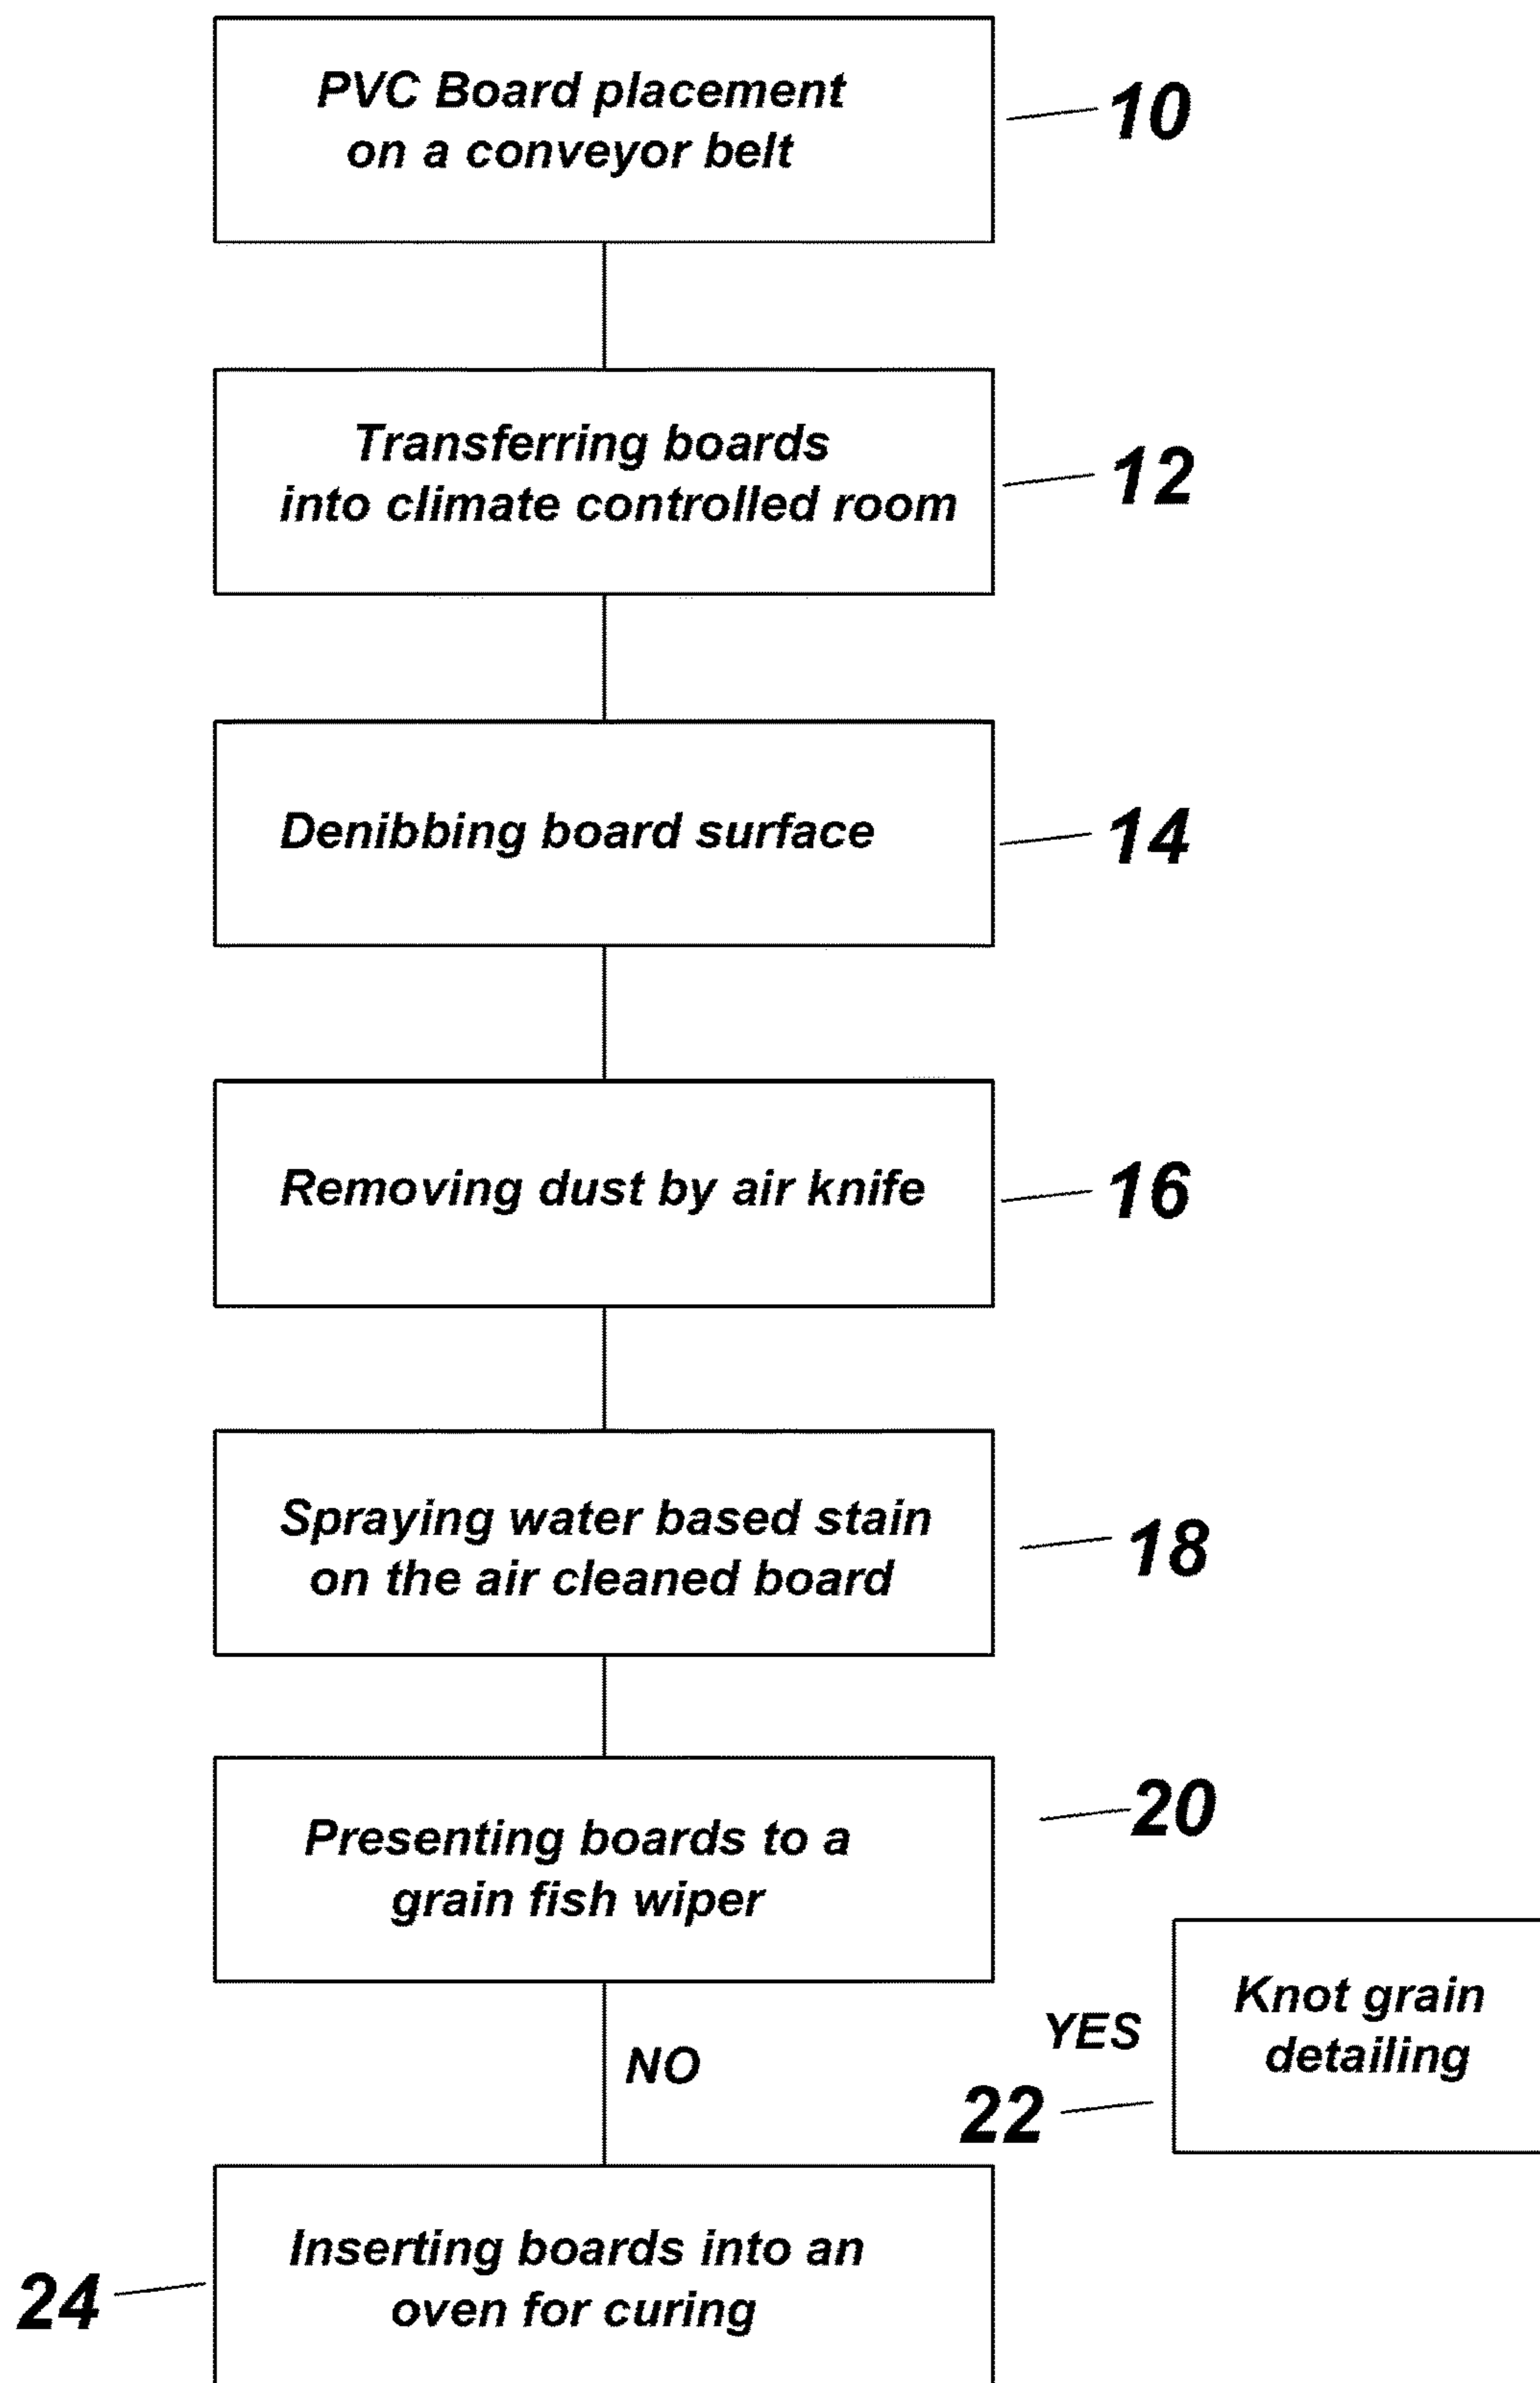 PVC Board placement
on a conveyor belt
10
Transferring boards
into climate controlled room
12
Denibbing board surface
14
Removing dust by air knife
16
Spraying water based stain
on the air cleaned board
18
Presenting boards to a
grain fish wiper
20
NO
YES
22
Knot grain
detailing
Inserting boards into an
oven for curing
24